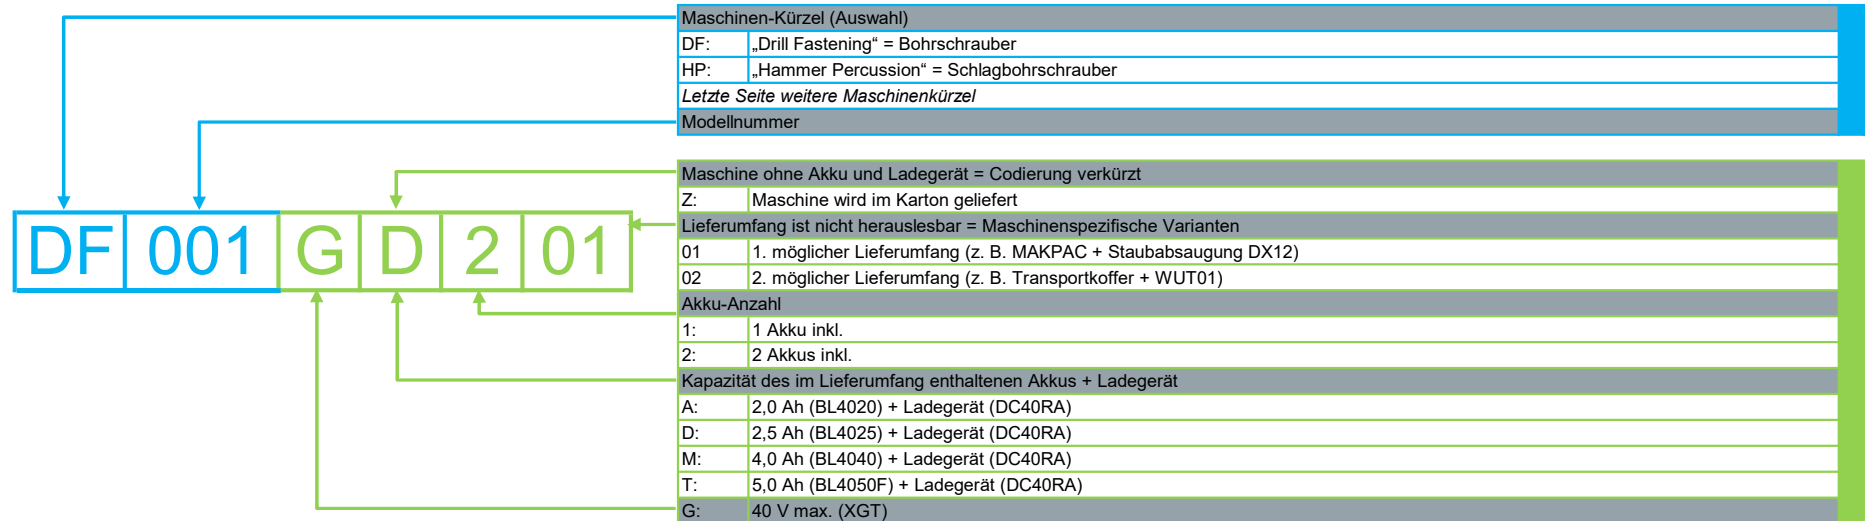 Maschinen-Kürzel (Auswahl)
DF: „Drill Fastening“ = Bohrschrauber
HP: „Hammer Percussion“ = Schlagbohrschrauber
Letzte Seite weitere Maschinenkürzel
Modellnummer
DF 001 G D 2 01
Maschine ohne Akku und Ladegerät = Codierung verkürzt
Z: Maschine wird im Karton geliefert
Lieferumfang ist nicht herauslesbar = Maschinenspezifische Varianten
01 1. möglicher Lieferumfang (z. B. MAKPAC + Staubabsaugung DX12)
02 2. möglicher Lieferumfang (z. B. Transportkoffer + WUT01)
Akku-Anzahl
1: 1 Akku inkl.
2: 2 Akkus inkl.
Kapazität des im Lieferumfang enthaltenen Akkus + Ladegerät
A: 2,0 Ah (BL4020) + Ladegerät (DC40RA)
D: 2,5 Ah (BL4025) + Ladegerät (DC40RA)
M: 4,0 Ah (BL4040) + Ladegerät (DC40RA)
T: 5,0 Ah (BL4050F) + Ladegerät (DC40RA)
G: 40 V max. (XGT)